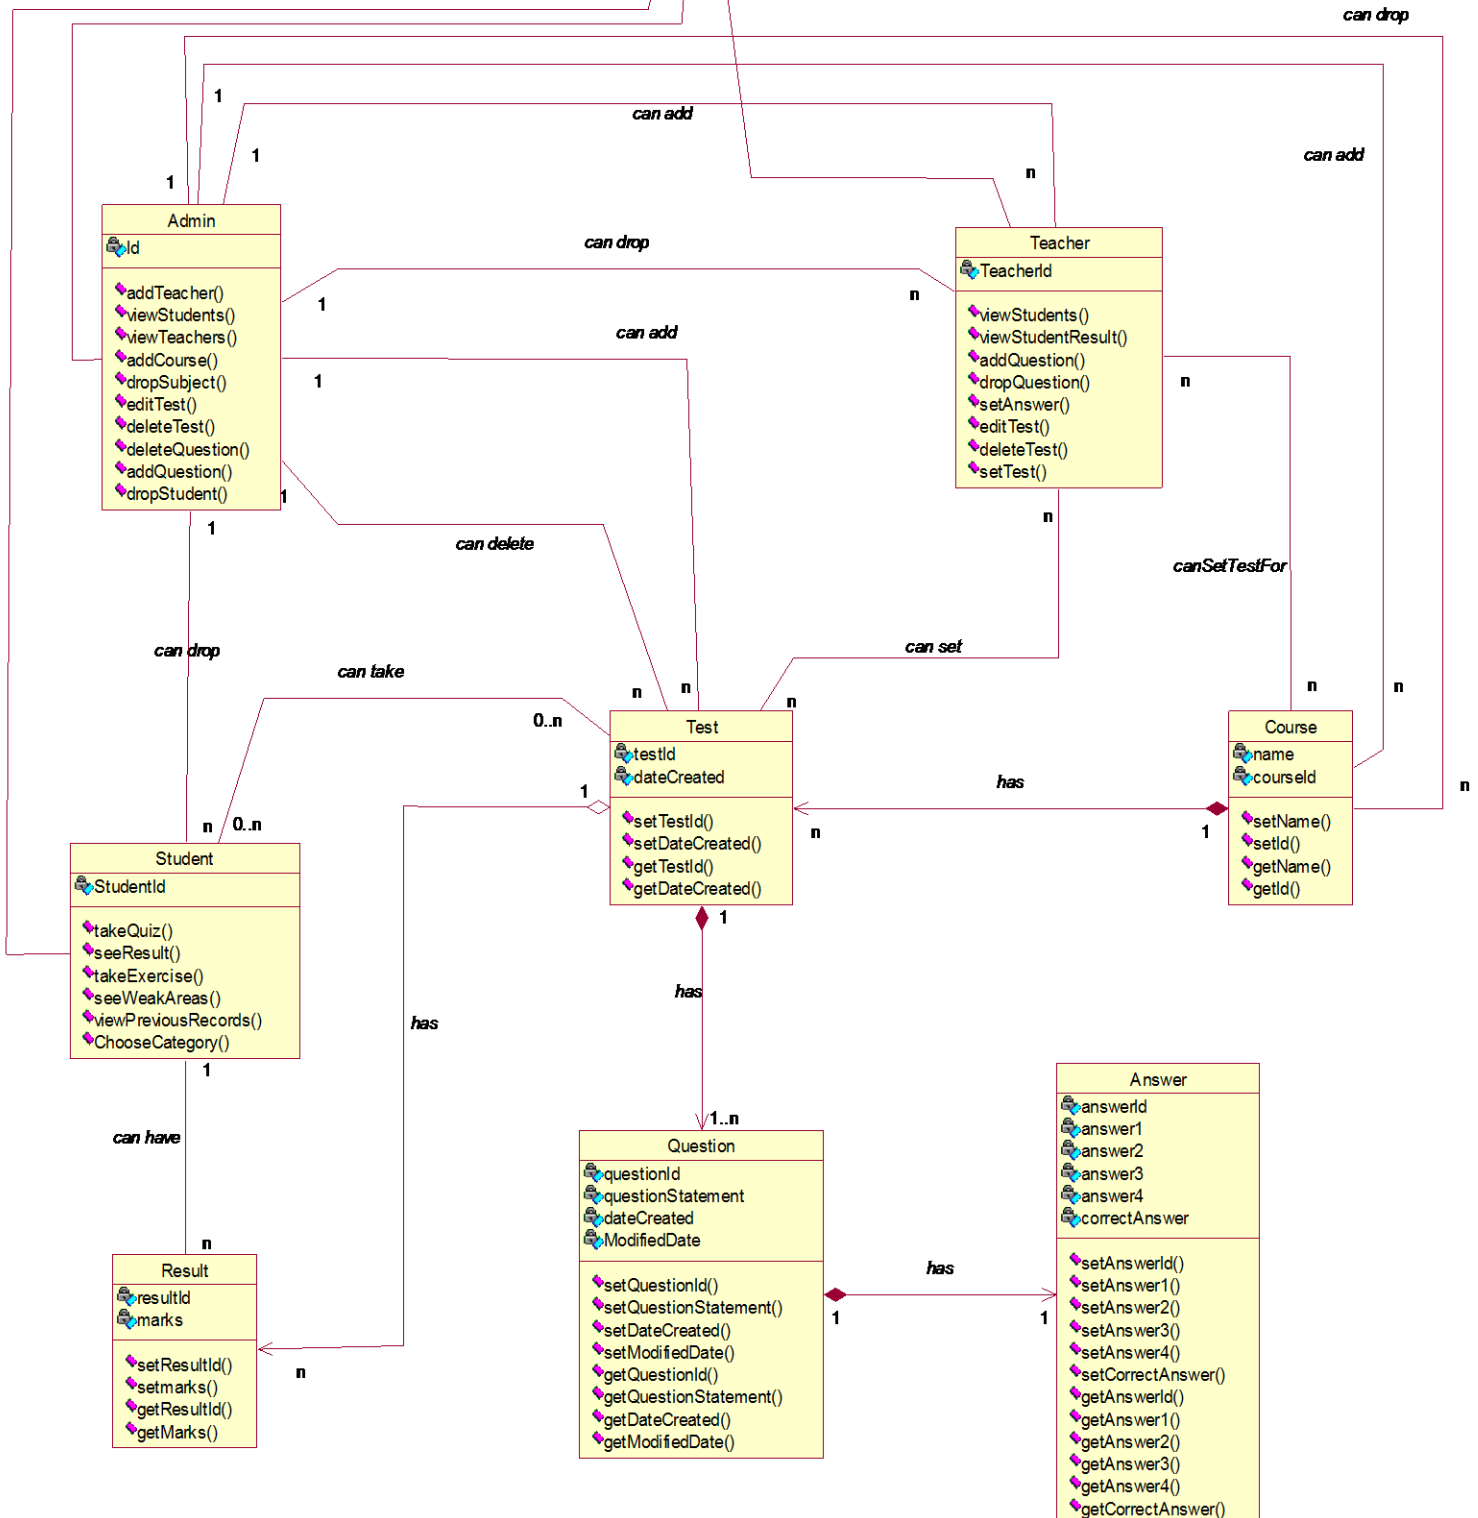 can drop
1
can add
1
can add
1
n
Admin
Id
addTeacher()
viewStudents()
viewTeachers()
addCourse()
dropSubject()
editTest()
deleteTest()
deleteQuestion()
addQuestion()
dropStudent()
can drop
1
n
Teacher
TeacherId
viewStudents()
viewStudentResult()
addQuestion()
dropQuestion()
setAnswer()
editTest()
deleteTest()
setTest()
can add
1
n
1
can delete
n
1
can drop
n
can take
0..n
0..n
n
can set
n
n
canSetTestFor
n
n
n
Test
testId
dateCreated
setTestId()
setDateCreated()
getTestId()
getDateCreated()
Course
name
courseId
setName()
setId()
getName()
getId()
has
n
1
1
1
has
1..n
has
n
Student
StudentId
takeQuiz()
seeResult()
takeExercise()
seeWeakAreas()
viewPreviousRecords()
ChooseCategory()
1
can have
n
Result
resultId
marks
setResultId()
setmarks()
getResultId()
getMarks()
Question
questionId
questionStatement
dateCreated
ModifiedDate
setQuestionId()
setQuestionStatement()
setDateCreated()
setModifiedDate()
getQuestionId()
getQuestionStatement()
getDateCreated()
getModifiedDate()
has
1
1
Answer
answerId
answer1
answer2
answer3
answer4
correctAnswer
setAnswerId()
setAnswer1()
setAnswer2()
setAnswer3()
setAnswer4()
setCorrectAnswer()
getAnswerId()
getAnswer1()
getAnswer2()
getAnswer3()
getAnswer4()
getCorrectAnswer()